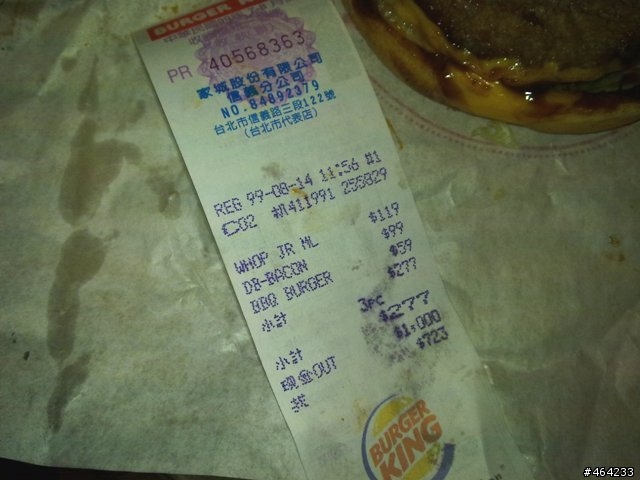 BURGER
PR 40568363
家城股份有限公司
信義分公司
NO.84892379
台北市信義路三段122號
(台北市代表店)
REG 99-08-14 11:56 #1
C02 411991 255829
WHOP JR ML $119
DB-BACON $99
BBQ BURGER $59
小計 $277
3PC
小計 $277
現金OUT $1,000
找 $723
BURGER
KING
#464233